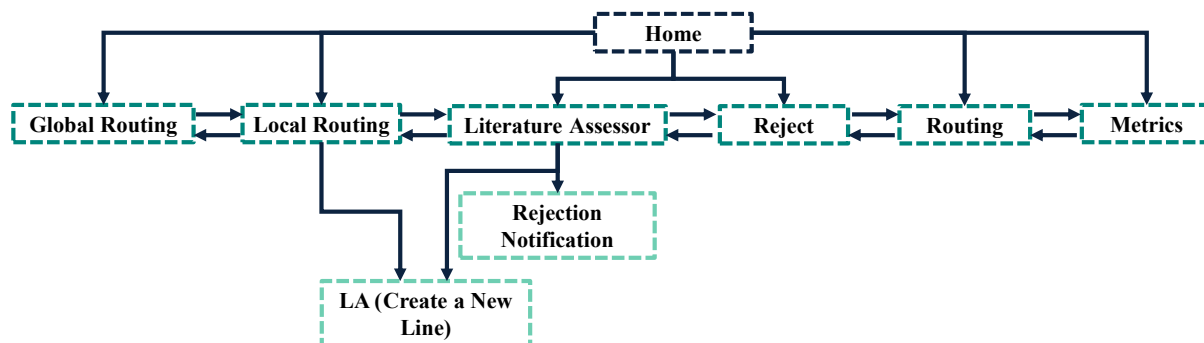 Home
Global Routing
Local Routing
Literature Assessor
Reject
Routing
Metrics
Rejection
Notification
LA (Create a New
Line)